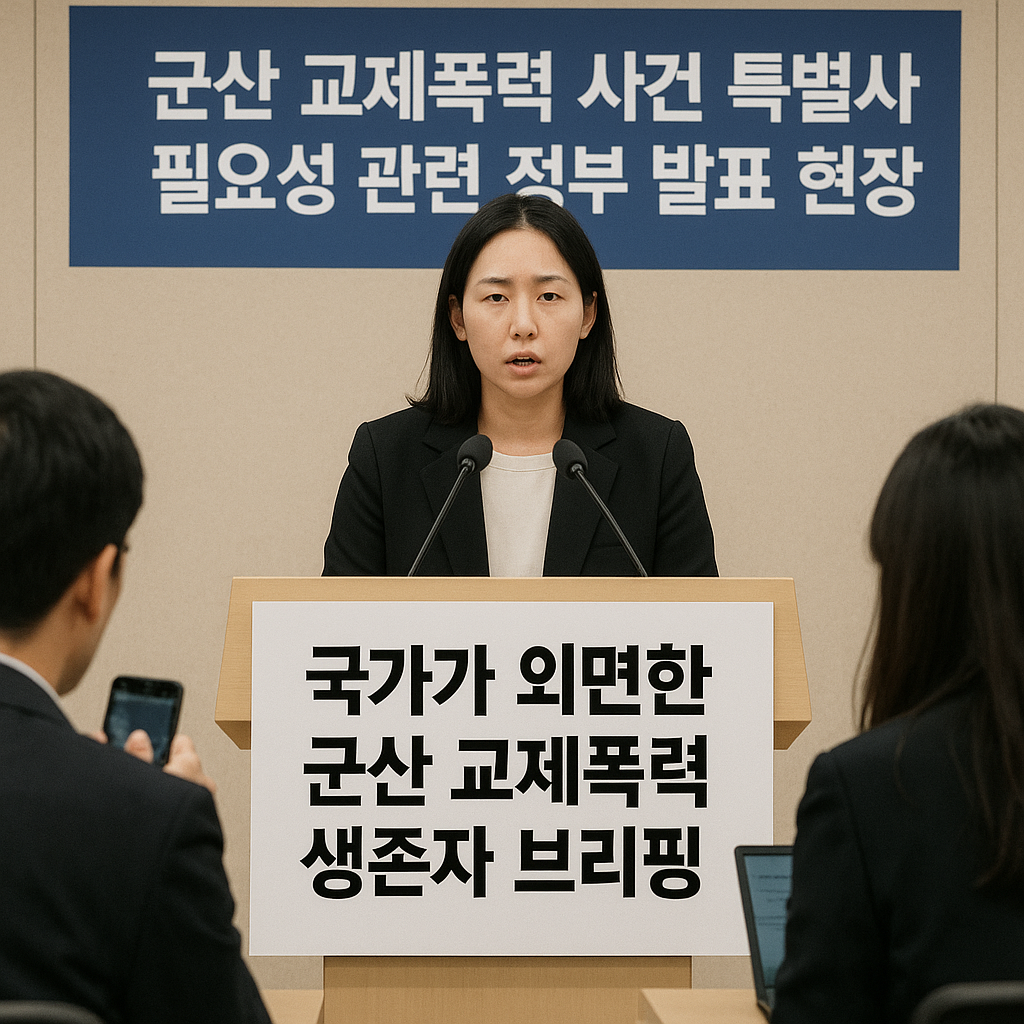 군산 교제폭력 사건 특별사
필요성 관련 정부 발표 현장
국가가 외면한
군산 교제폭력
생존자 브리핑